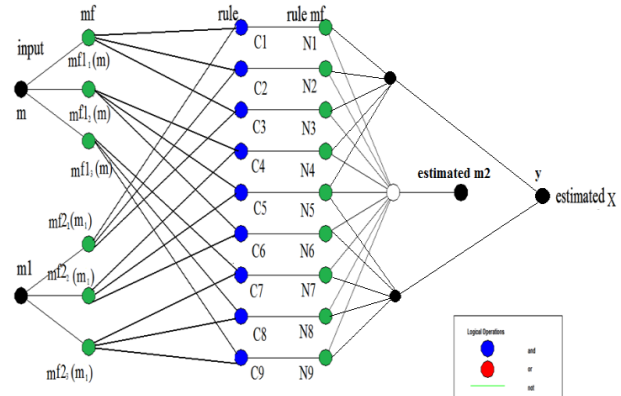 mf
rule
rule mf
input
mf1₁(m)
m
mf1₂(m)
mf1₃(m)
mf2₁(m₁)
m1
mf2₂(m₁)
mf2₃(m₁)
C1
C2
C3
C4
C5
C6
C7
C8
C9
N1
N2
N3
N4
N5
N6
N7
N8
N9
estimated m2
y
estimated X
Logical Operations
and
or
not